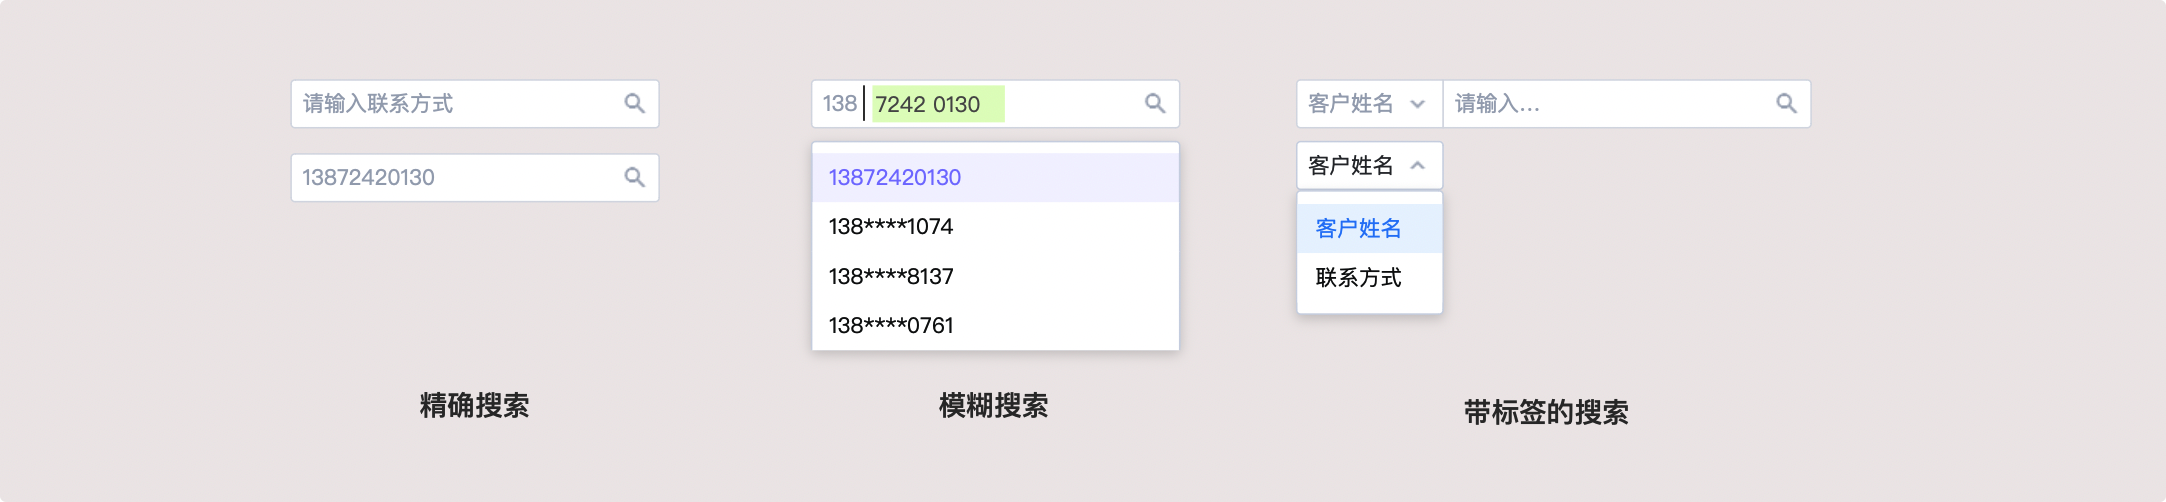 请输入联系方式
13872420130
精确搜索
138 7242 0130
13872420130
138****1074
138****8137
138****0761
模糊搜索
客户姓名 请输入...
客户姓名
客户姓名
联系方式
带标签的搜索